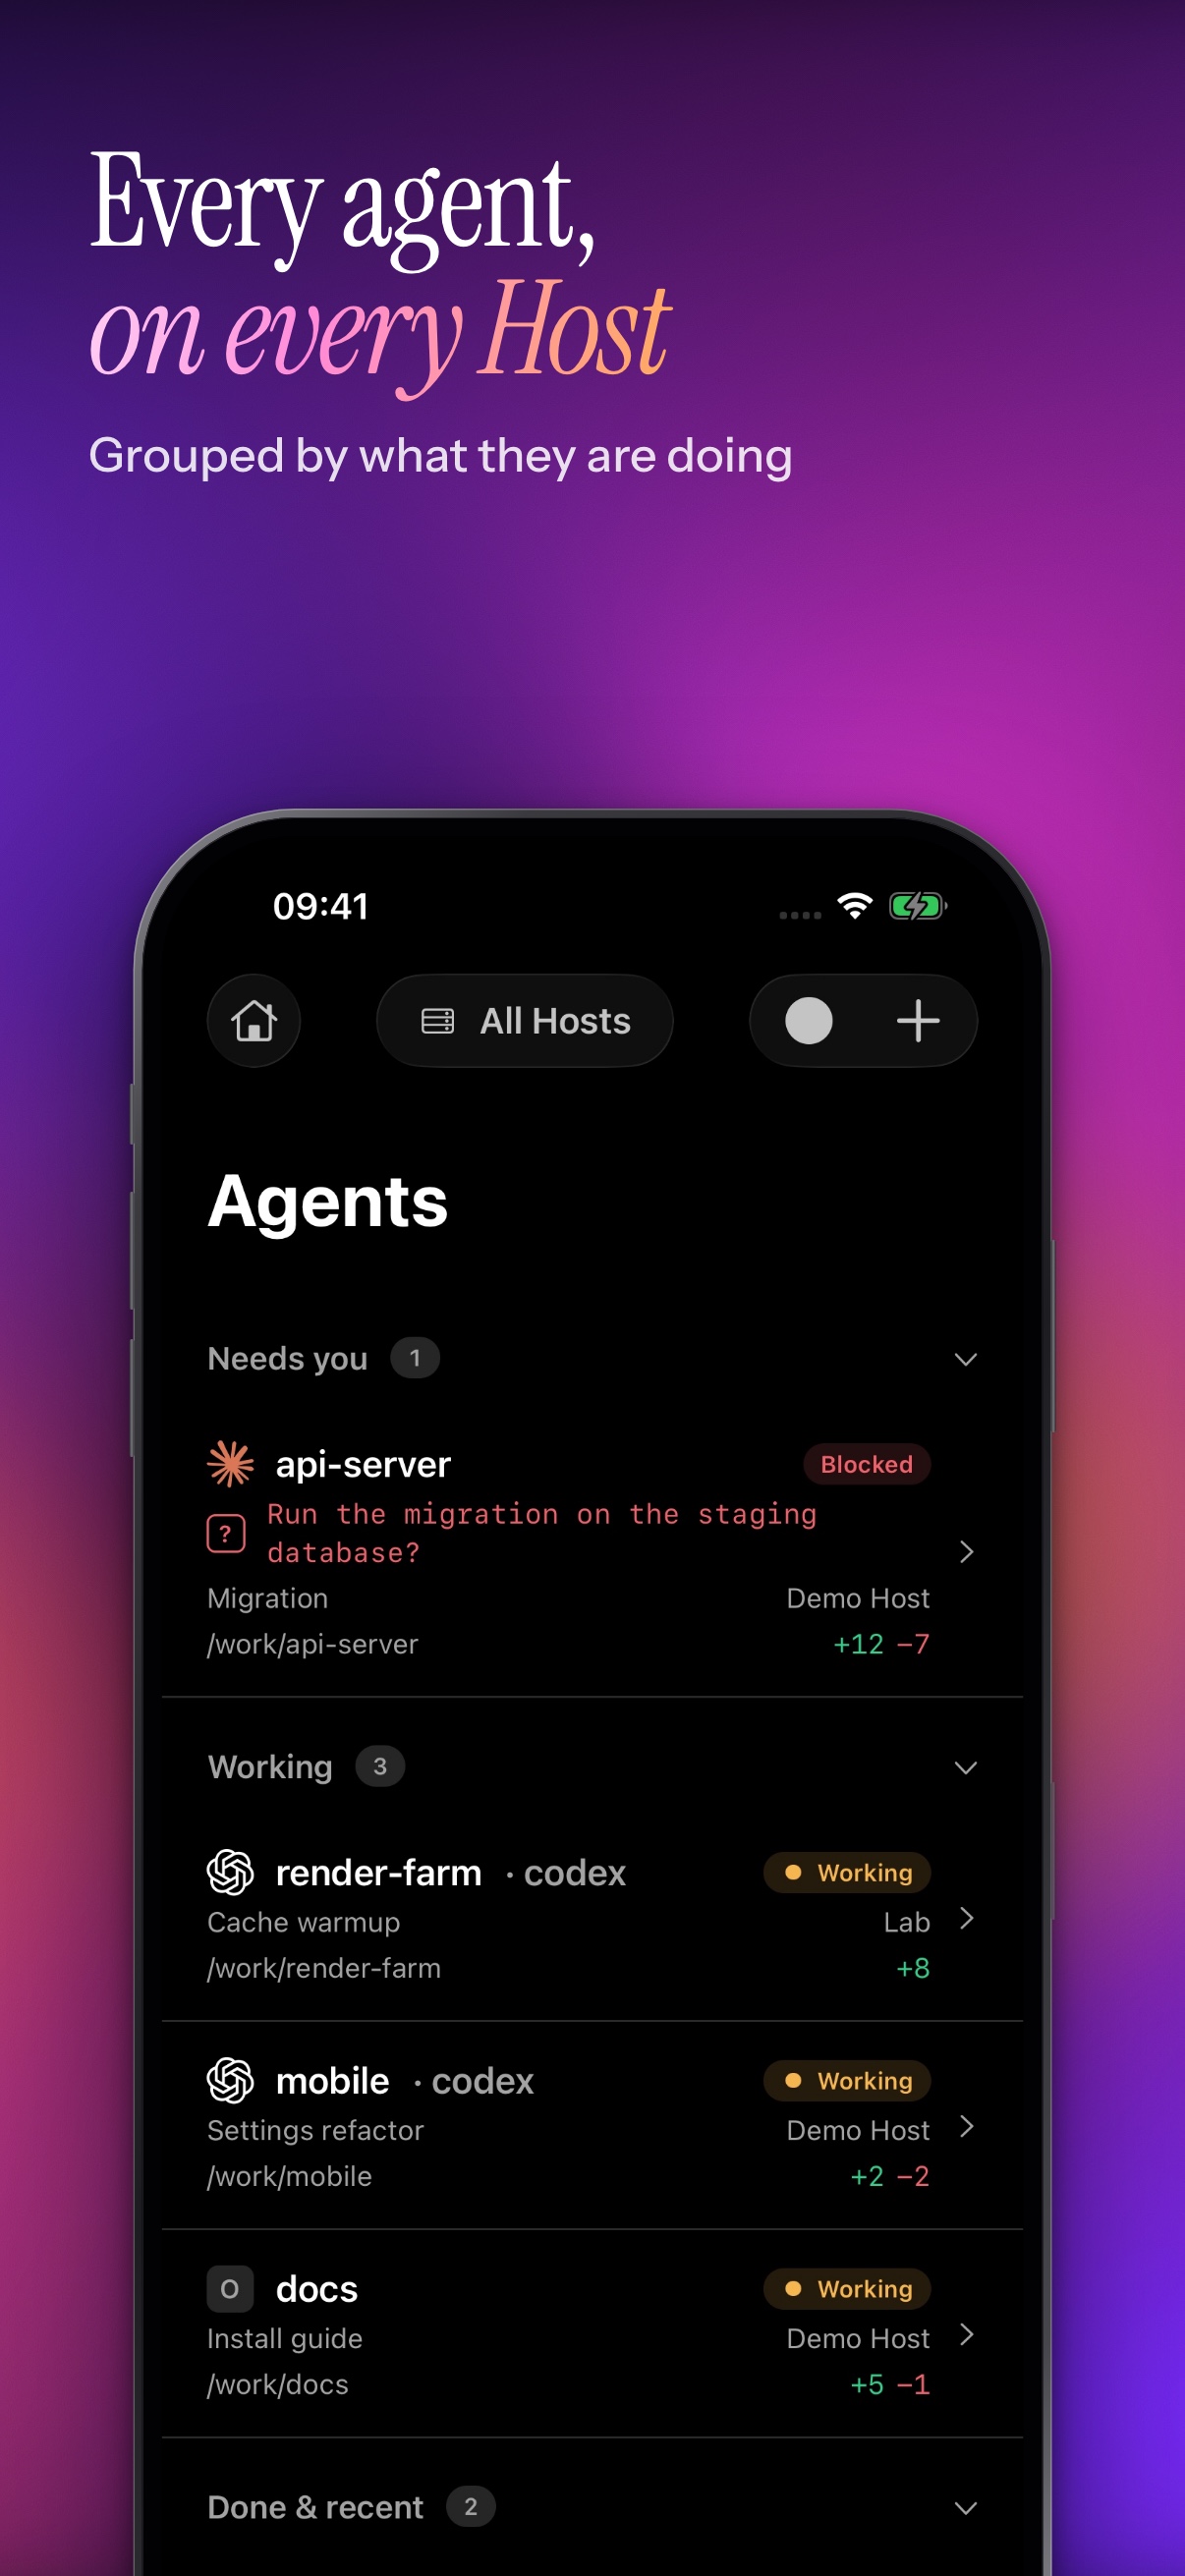 Every agent,
on every Host
Grouped by what they are doing
09:41
All Hosts
Agents
Needs you 1
api-server Blocked
? Run the migration on the staging
database?
Migration Demo Host
/work/api-server +12 −7
Working 3
render-farm · codex Working
Cache warmup Lab
/work/render-farm +8
mobile · codex Working
Settings refactor Demo Host
/work/mobile +2 −2
O docs Working
Install guide Demo Host
/work/docs +5 −1
Done & recent 2